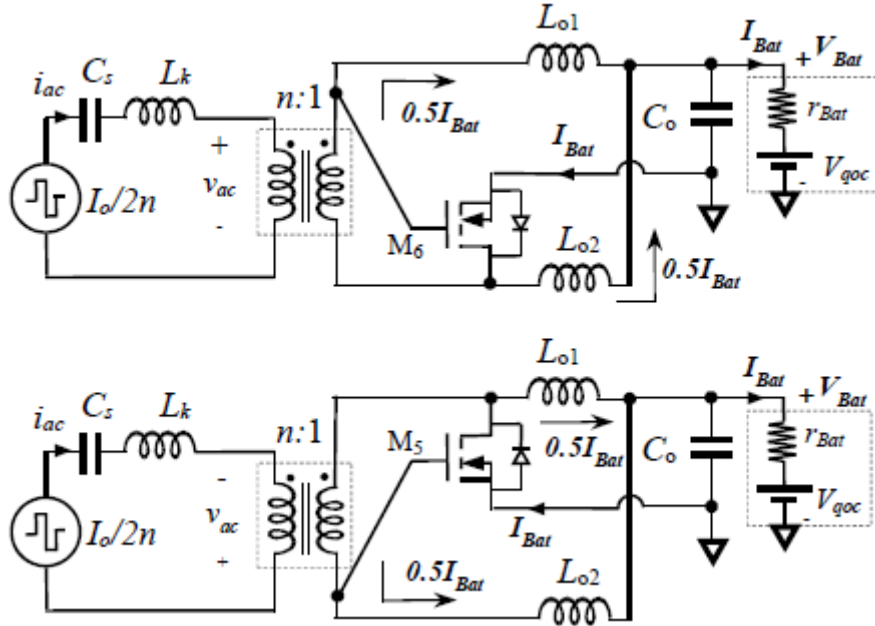 L_o1
I_Bat
+ V_Bat
C_s
L_k
i_ac
n:1
0.5I_Bat
r_Bat
C_o
I_Bat
+
v_ac
-
V_qoc
-
I_o/2n
M_6
L_o2
0.5I_Bat
L_o1
I_Bat
+ V_Bat
C_s
L_k
i_ac
n:1
M_5
0.5I_Bat
C_o
r_Bat
-
v_ac
+
V_qoc
-
I_o/2n
I_Bat
0.5I_Bat
L_o2